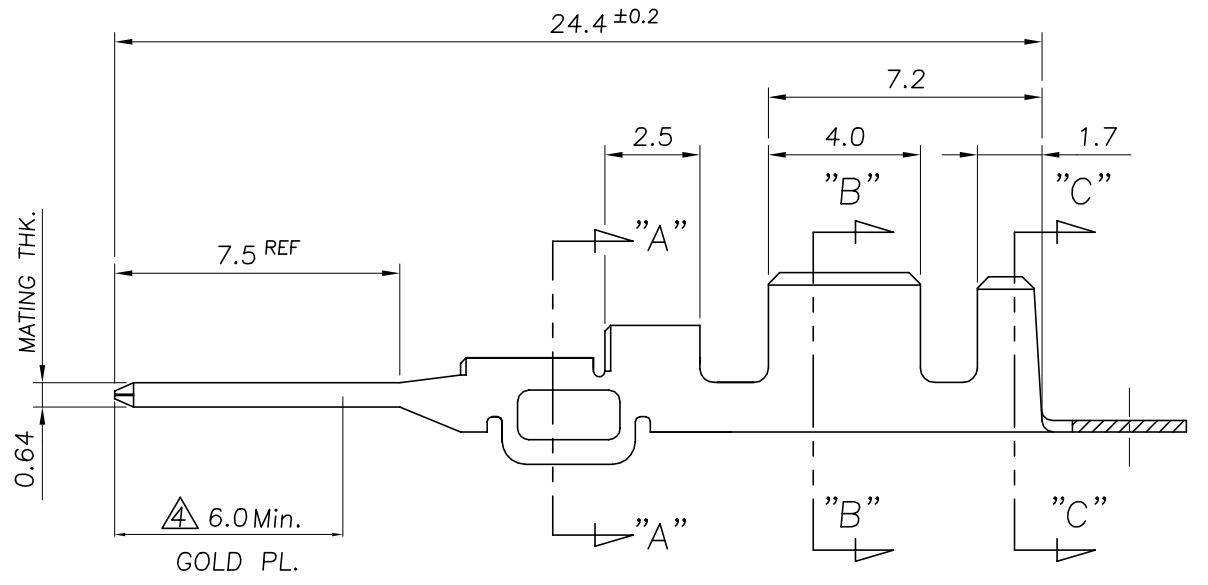 24.4 ±0.2
7.2
2.5
4.0
1.7
"B"
"C"
"A"
7.5 REF
MATING THK.
0.64
4 6.0 Min.
GOLD PL.
"A"
"B"
"C"